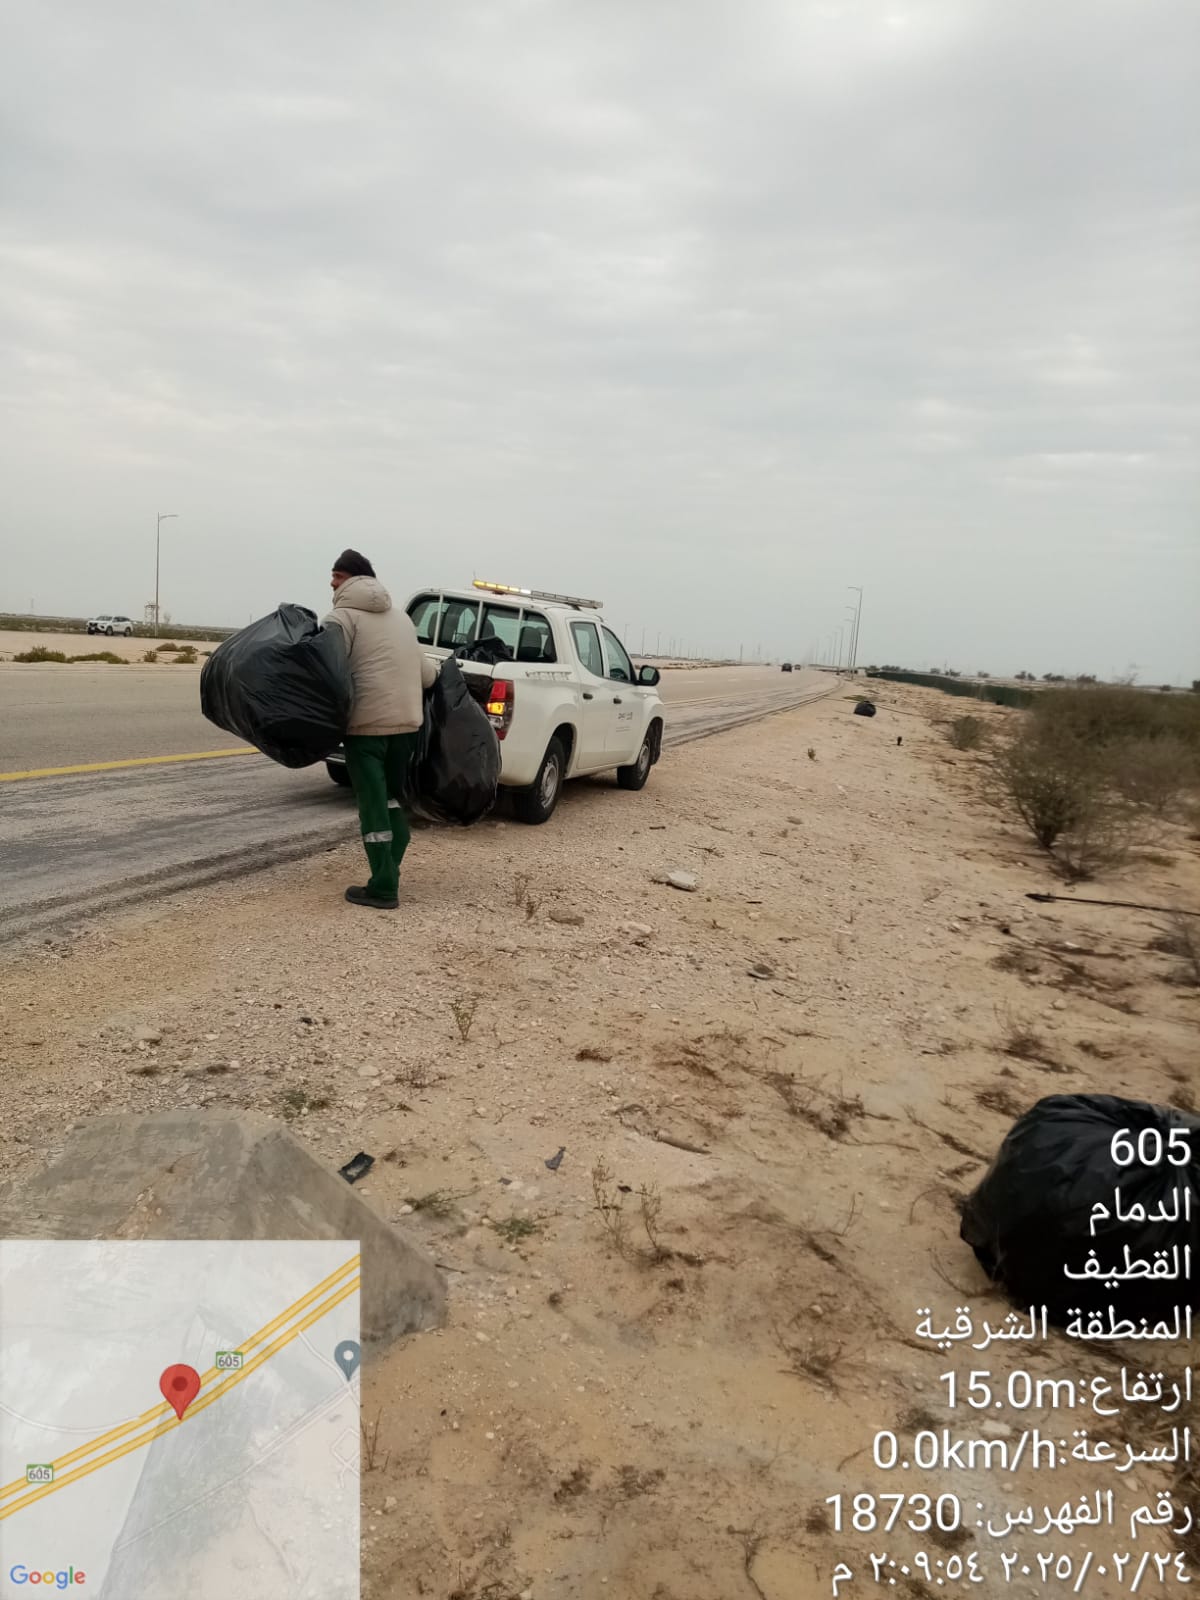 605
605
Google
605
الدمام
القطيف
المنطقة الشرقية
ارتفاع:15.0m
السرعة:0.0km/h
رقم الفهرس: 18730
٢٠٢٥/٠٢/٢٤ ٢:٠٩:٥٤ م